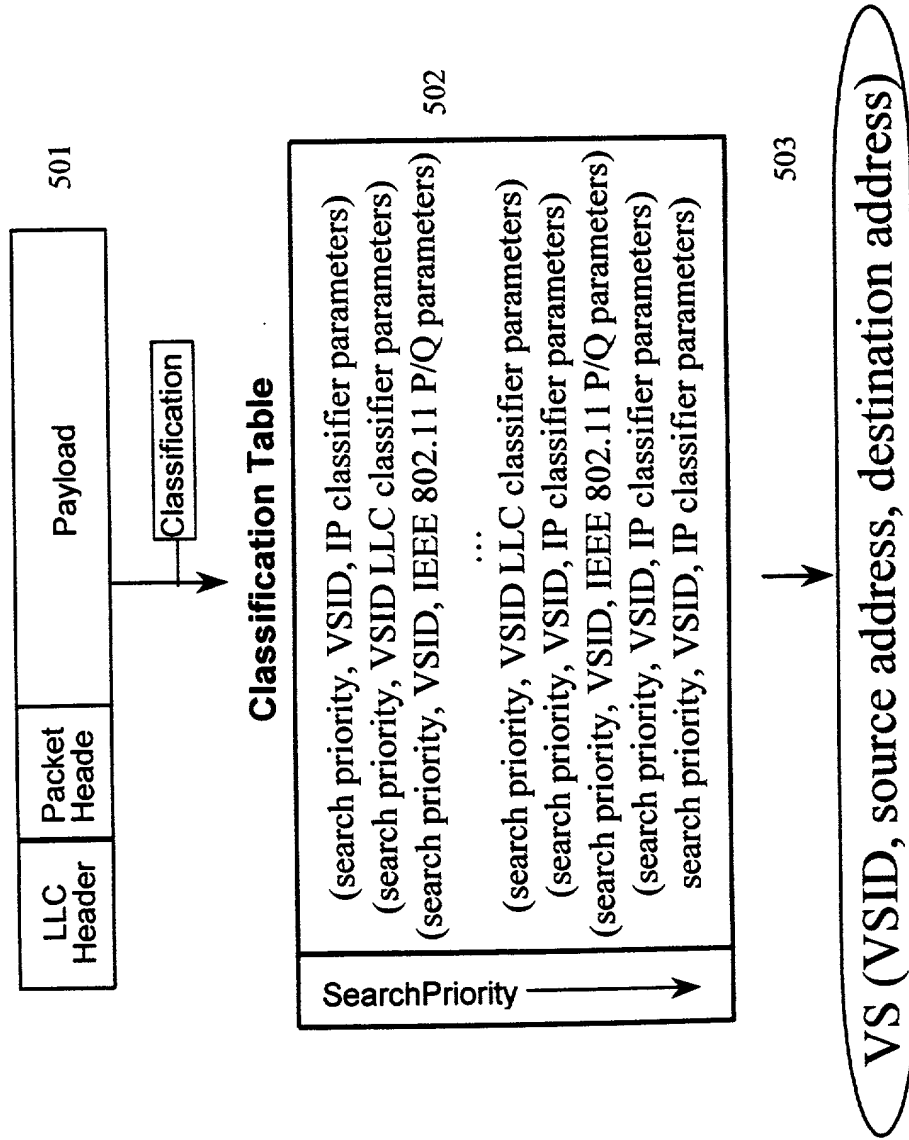 501
LLC
Header
Packet
Heade
Payload
Classification
Classification Table
502
SearchPriority
(search priority, VSID, IP classifier parameters)
(search priority, VSID LLC classifier parameters)
(search priority, VSID, IEEE 802.11 P/Q parameters)
...
(search priority, VSID LLC classifier parameters)
(search priority, VSID, IP classifier parameters)
(search priority, VSID, IEEE 802.11 P/Q parameters)
(search priority, VSID, IP classifier parameters)
search priority, VSID, IP classifier parameters)
503
VS (VSID, source address, destination address)